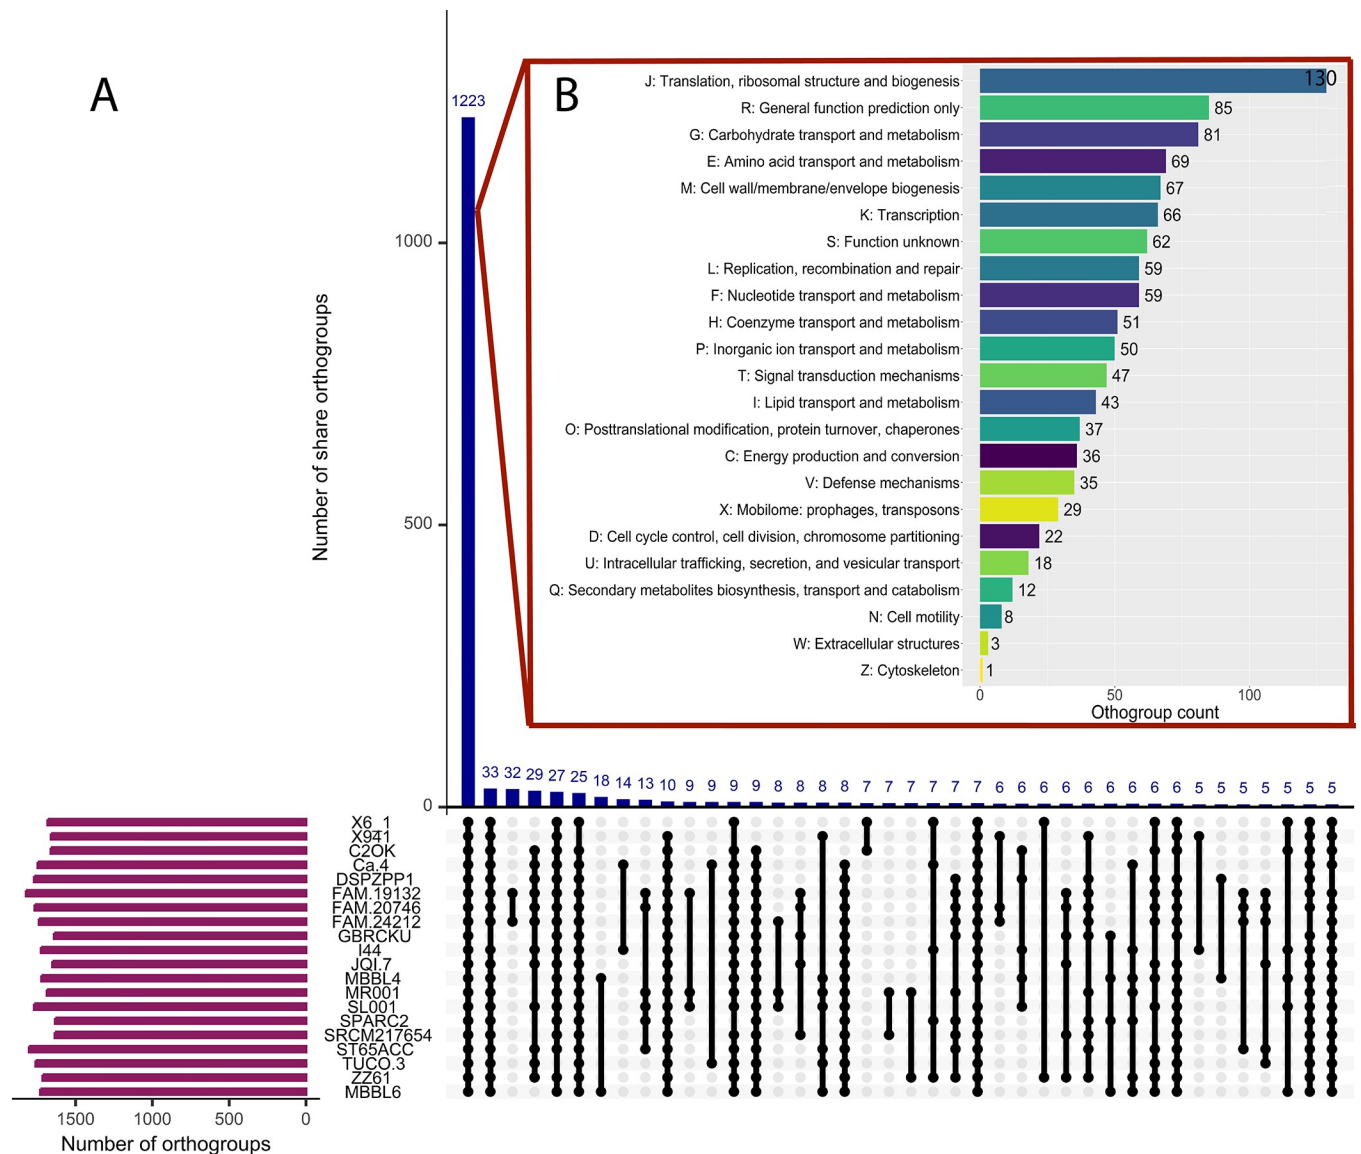 A
B
1223
1000
500
0
Number of share orthogroups
J: Translation, ribosomal structure and biogenesis 130
R: General function prediction only 85
G: Carbohydrate transport and metabolism 81
E: Amino acid transport and metabolism 69
M: Cell wall/membrane/envelope biogenesis 67
K: Transcription 66
S: Function unknown 62
L: Replication, recombination and repair 59
F: Nucleotide transport and metabolism 59
H: Coenzyme transport and metabolism 51
P: Inorganic ion transport and metabolism 50
T: Signal transduction mechanisms 47
I: Lipid transport and metabolism 43
O: Posttranslational modification, protein turnover, chaperones 37
C: Energy production and conversion 36
V: Defense mechanisms 35
X: Mobilome: prophages, transposons 29
D: Cell cycle control, cell division, chromosome partitioning 22
U: Intracellular trafficking, secretion, and vesicular transport 18
Q: Secondary metabolites biosynthesis, transport and catabolism 12
N: Cell motility 8
W: Extracellular structures 3
Z: Cytoskeleton 1
0 50 100
Othogroup count
33 32 29 27 25 18 14 13 10 9 9 9 9 8 8 8 8 7 7 7 7 7 7 6 6 6 6 6 6 6 6 6 5 5 5 5 5 5 5
X6_1
X941
C2OK
Ca.4
DSPZPP1
FAM.19132
FAM.20746
FAM.24212
GBRCKU
I44
JQI.7
MBBL4
MR001
SL001
SPARC2
SRCM217654
ST65ACC
TUCO.3
ZZ61
MBBL6
1500 1000 500 0
Number of orthogroups